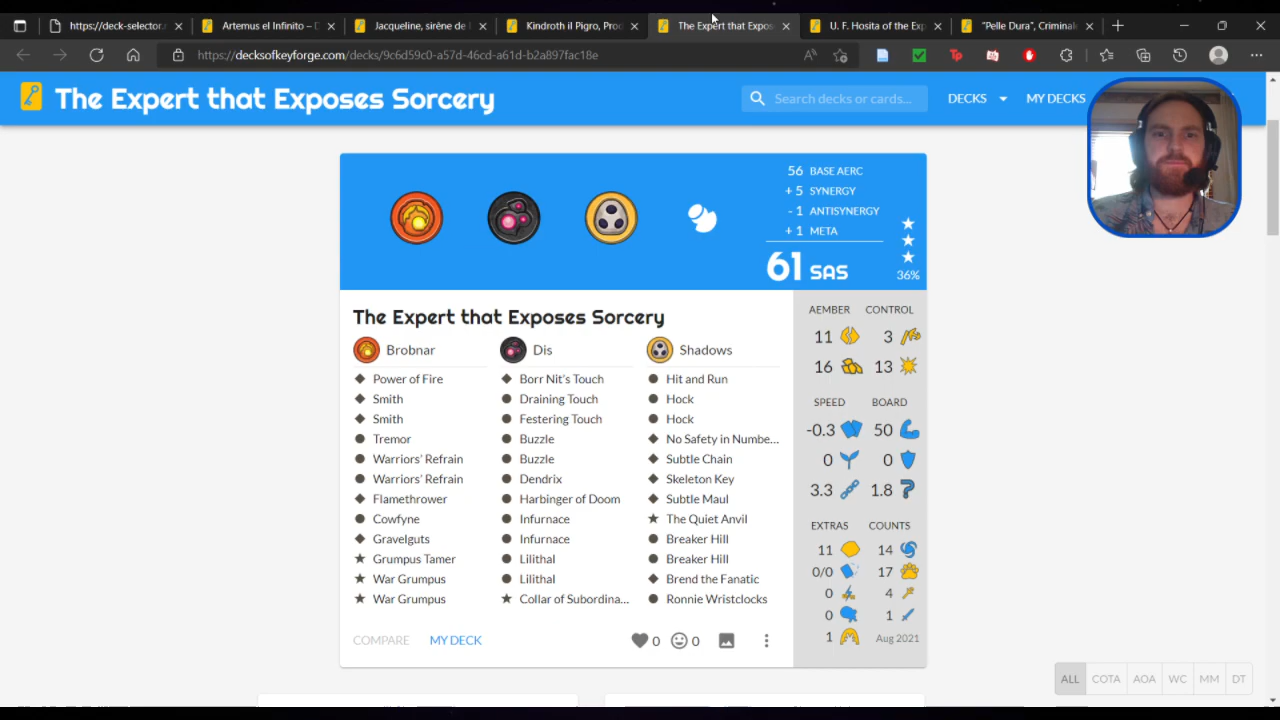 https://deck-selector.r
Artemus el Infinito – D
Jacqueline, sirène de l
Kindroth il Pigro, Prod
The Expert that Expos
U. F. Hosita of the Exp
"Pelle Dura", Criminale
https://decksofkeyforge.com/decks/9c6d59c0-a57d-46cd-a61d-b2a897fac18e
The Expert that Exposes Sorcery
Search decks or cards...
DECKS
MY DECKS
56 BASE AERC
+ 5 SYNERGY
- 1 ANTISYNERGY
+ 1 META
61 SAS
36%
The Expert that Exposes Sorcery
Brobnar
Power of Fire
Smith
Smith
Tremor
Warriors' Refrain
Warriors' Refrain
Flamethrower
Cowfyne
Gravelguts
Grumpus Tamer
War Grumpus
War Grumpus
Dis
Borr Nit's Touch
Draining Touch
Festering Touch
Buzzle
Buzzle
Dendrix
Harbinger of Doom
Infurnace
Infurnace
Lilithal
Lilithal
Collar of Subordina...
Shadows
Hit and Run
Hock
Hock
No Safety in Numbe...
Subtle Chain
Skeleton Key
Subtle Maul
The Quiet Anvil
Breaker Hill
Breaker Hill
Brend the Fanatic
Ronnie Wristclocks
COMPARE
MY DECK
0
0
AEMBER CONTROL
11 3
16 13
SPEED BOARD
-0.3 50
0 0
3.3 1.8
EXTRAS COUNTS
11 14
0/0 17
0 4
0 1
1 Aug 2021
ALL COTA AOA WC MM DT